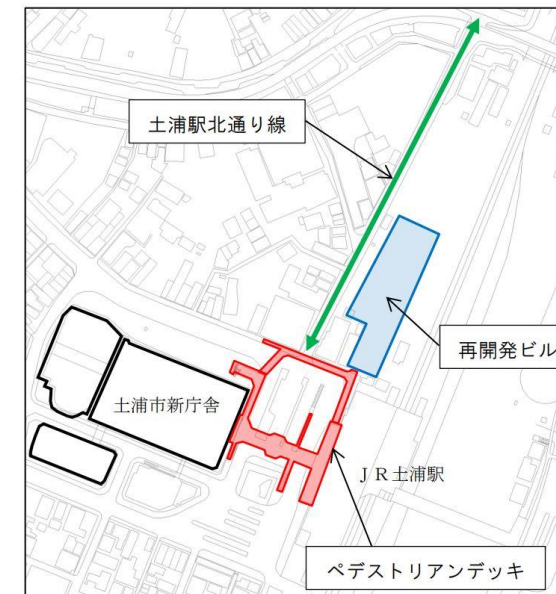 土浦駅北通り線
再開発ビル
土浦市新庁舎
JR土浦駅
ペデストリアンデッキ